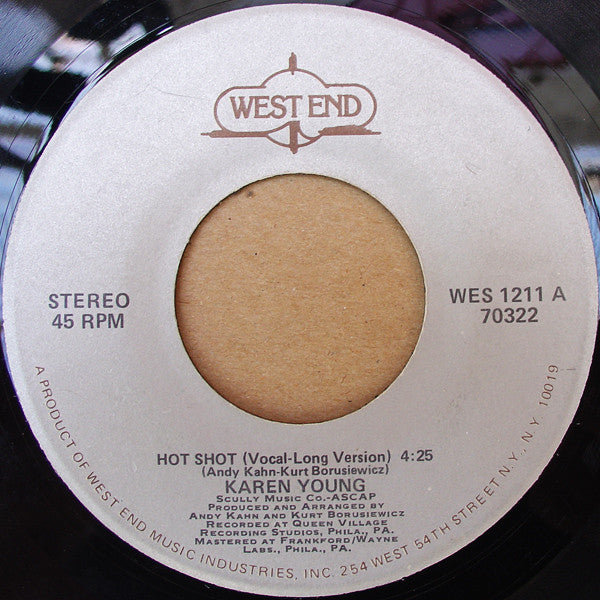 WEST END
STEREO
45 RPM
WES 1211 A
70322
HOT SHOT (Vocal-Long Version) 4:25
(Andy Kahn-Kurt Borusiewicz)
KAREN YOUNG
SCULLY MUSIC CO.-ASCAP
PRODUCED AND ARRANGED BY
ANDY KAHN AND KURT BORUSIEWICZ
RECORDED AT QUEEN VILLAGE
RECORDING STUDIOS, PHILA., PA.
MASTERED AT FRANKFORD/WAYNE
LABS., PHILA., PA.
A PRODUCT OF WEST END MUSIC INDUSTRIES, INC. 254 WEST 54TH STREET N.Y., N.Y. 10019